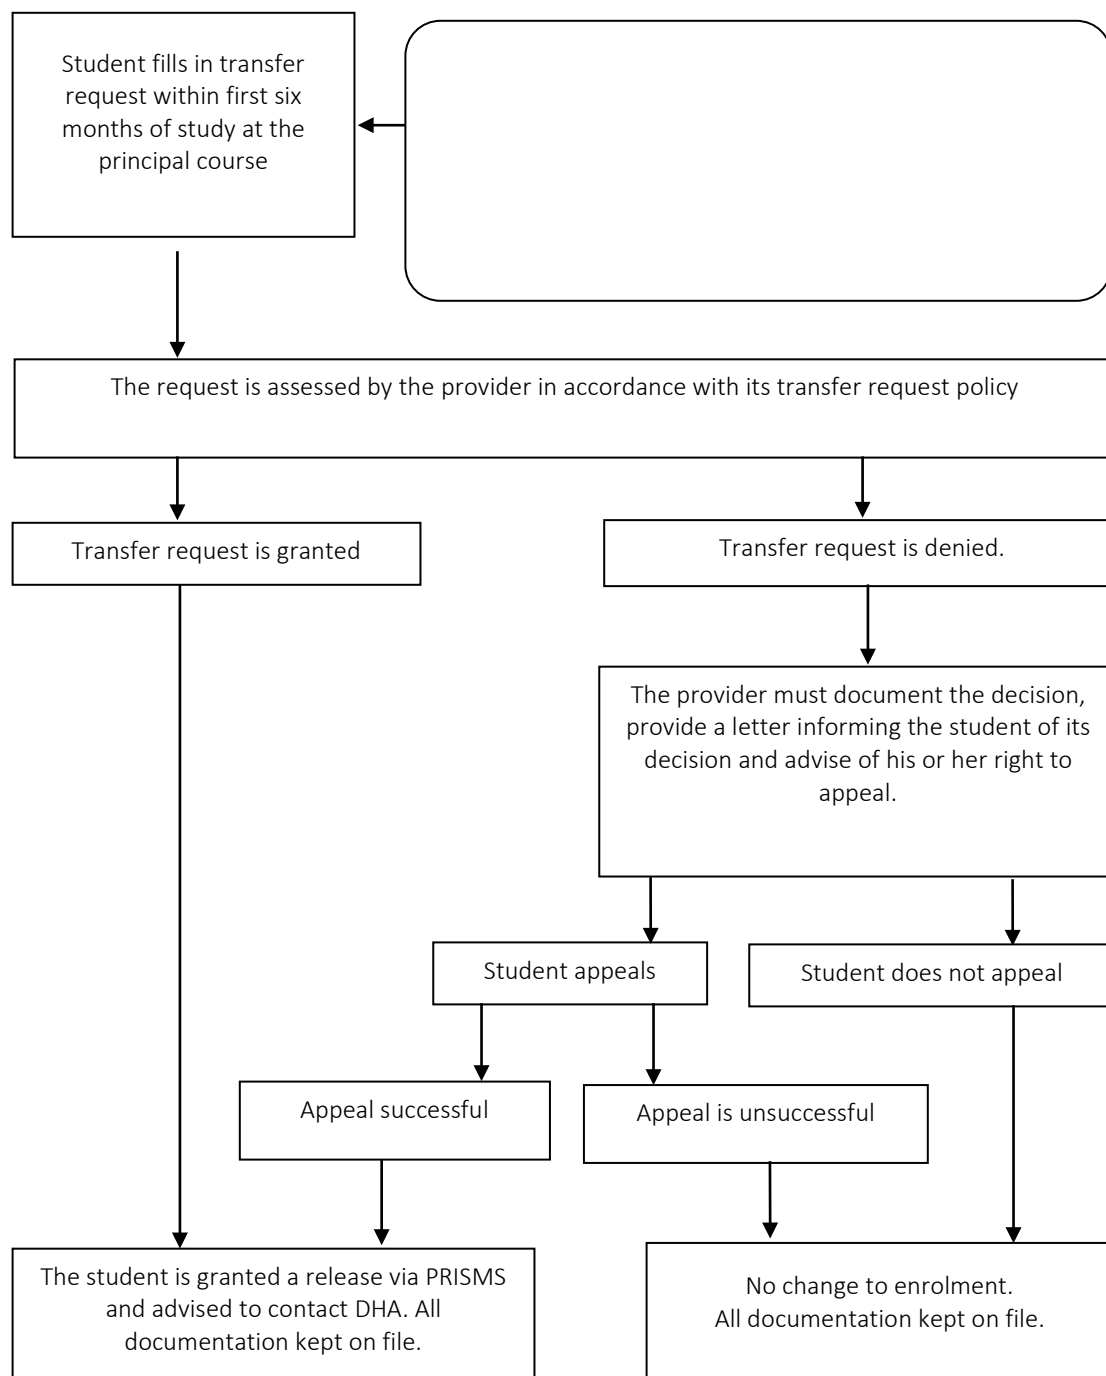 Student fills in transfer
request within first six
months of study at the
principal course
The request is assessed by the provider in accordance with its transfer request policy
Transfer request is granted
Transfer request is denied.
The provider must document the decision,
provide a letter informing the student of its
decision and advise of his or her right to
appeal.
Student appeals
Student does not appeal
Appeal successful
Appeal is unsuccessful
The student is granted a release via PRISMS
and advised to contact DHA. All
documentation kept on file.
No change to enrolment.
All documentation kept on file.